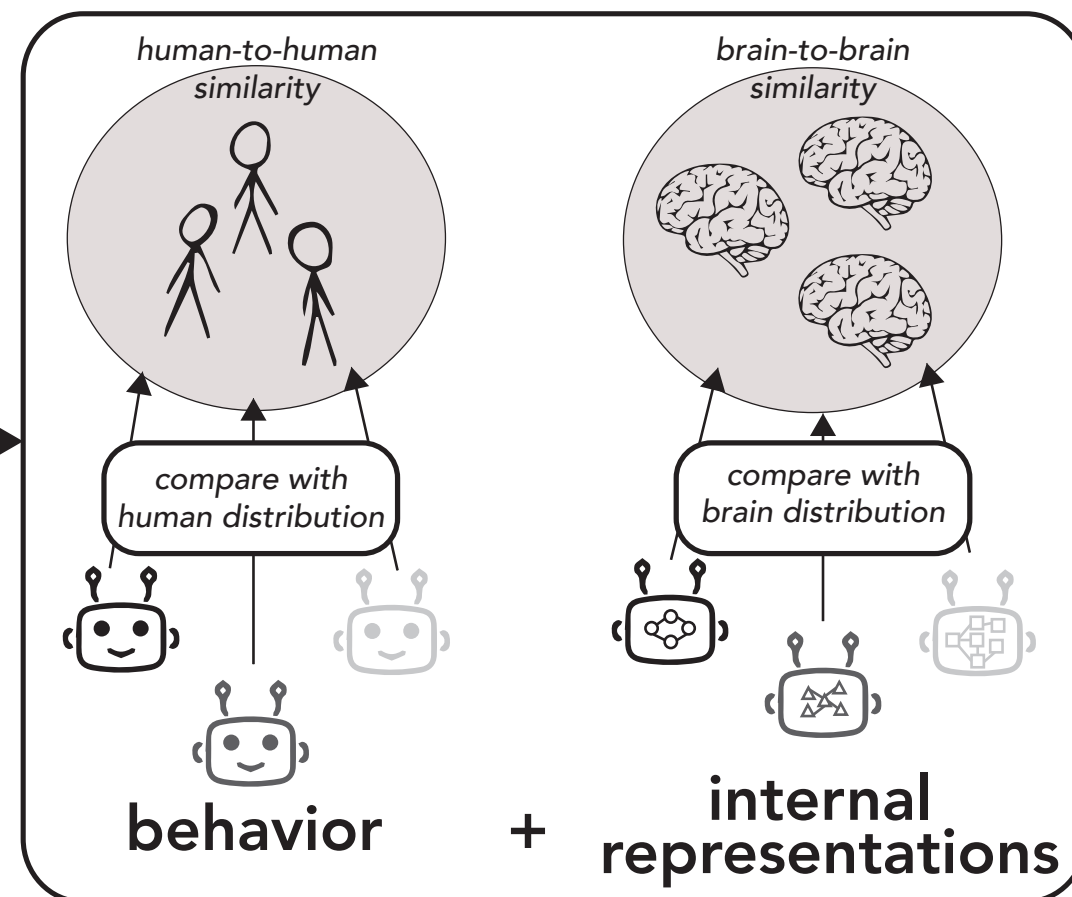 human-to-human
similarity
compare with
human distribution
behavior
+
brain-to-brain
similarity
compare with
brain distribution
internal
representations